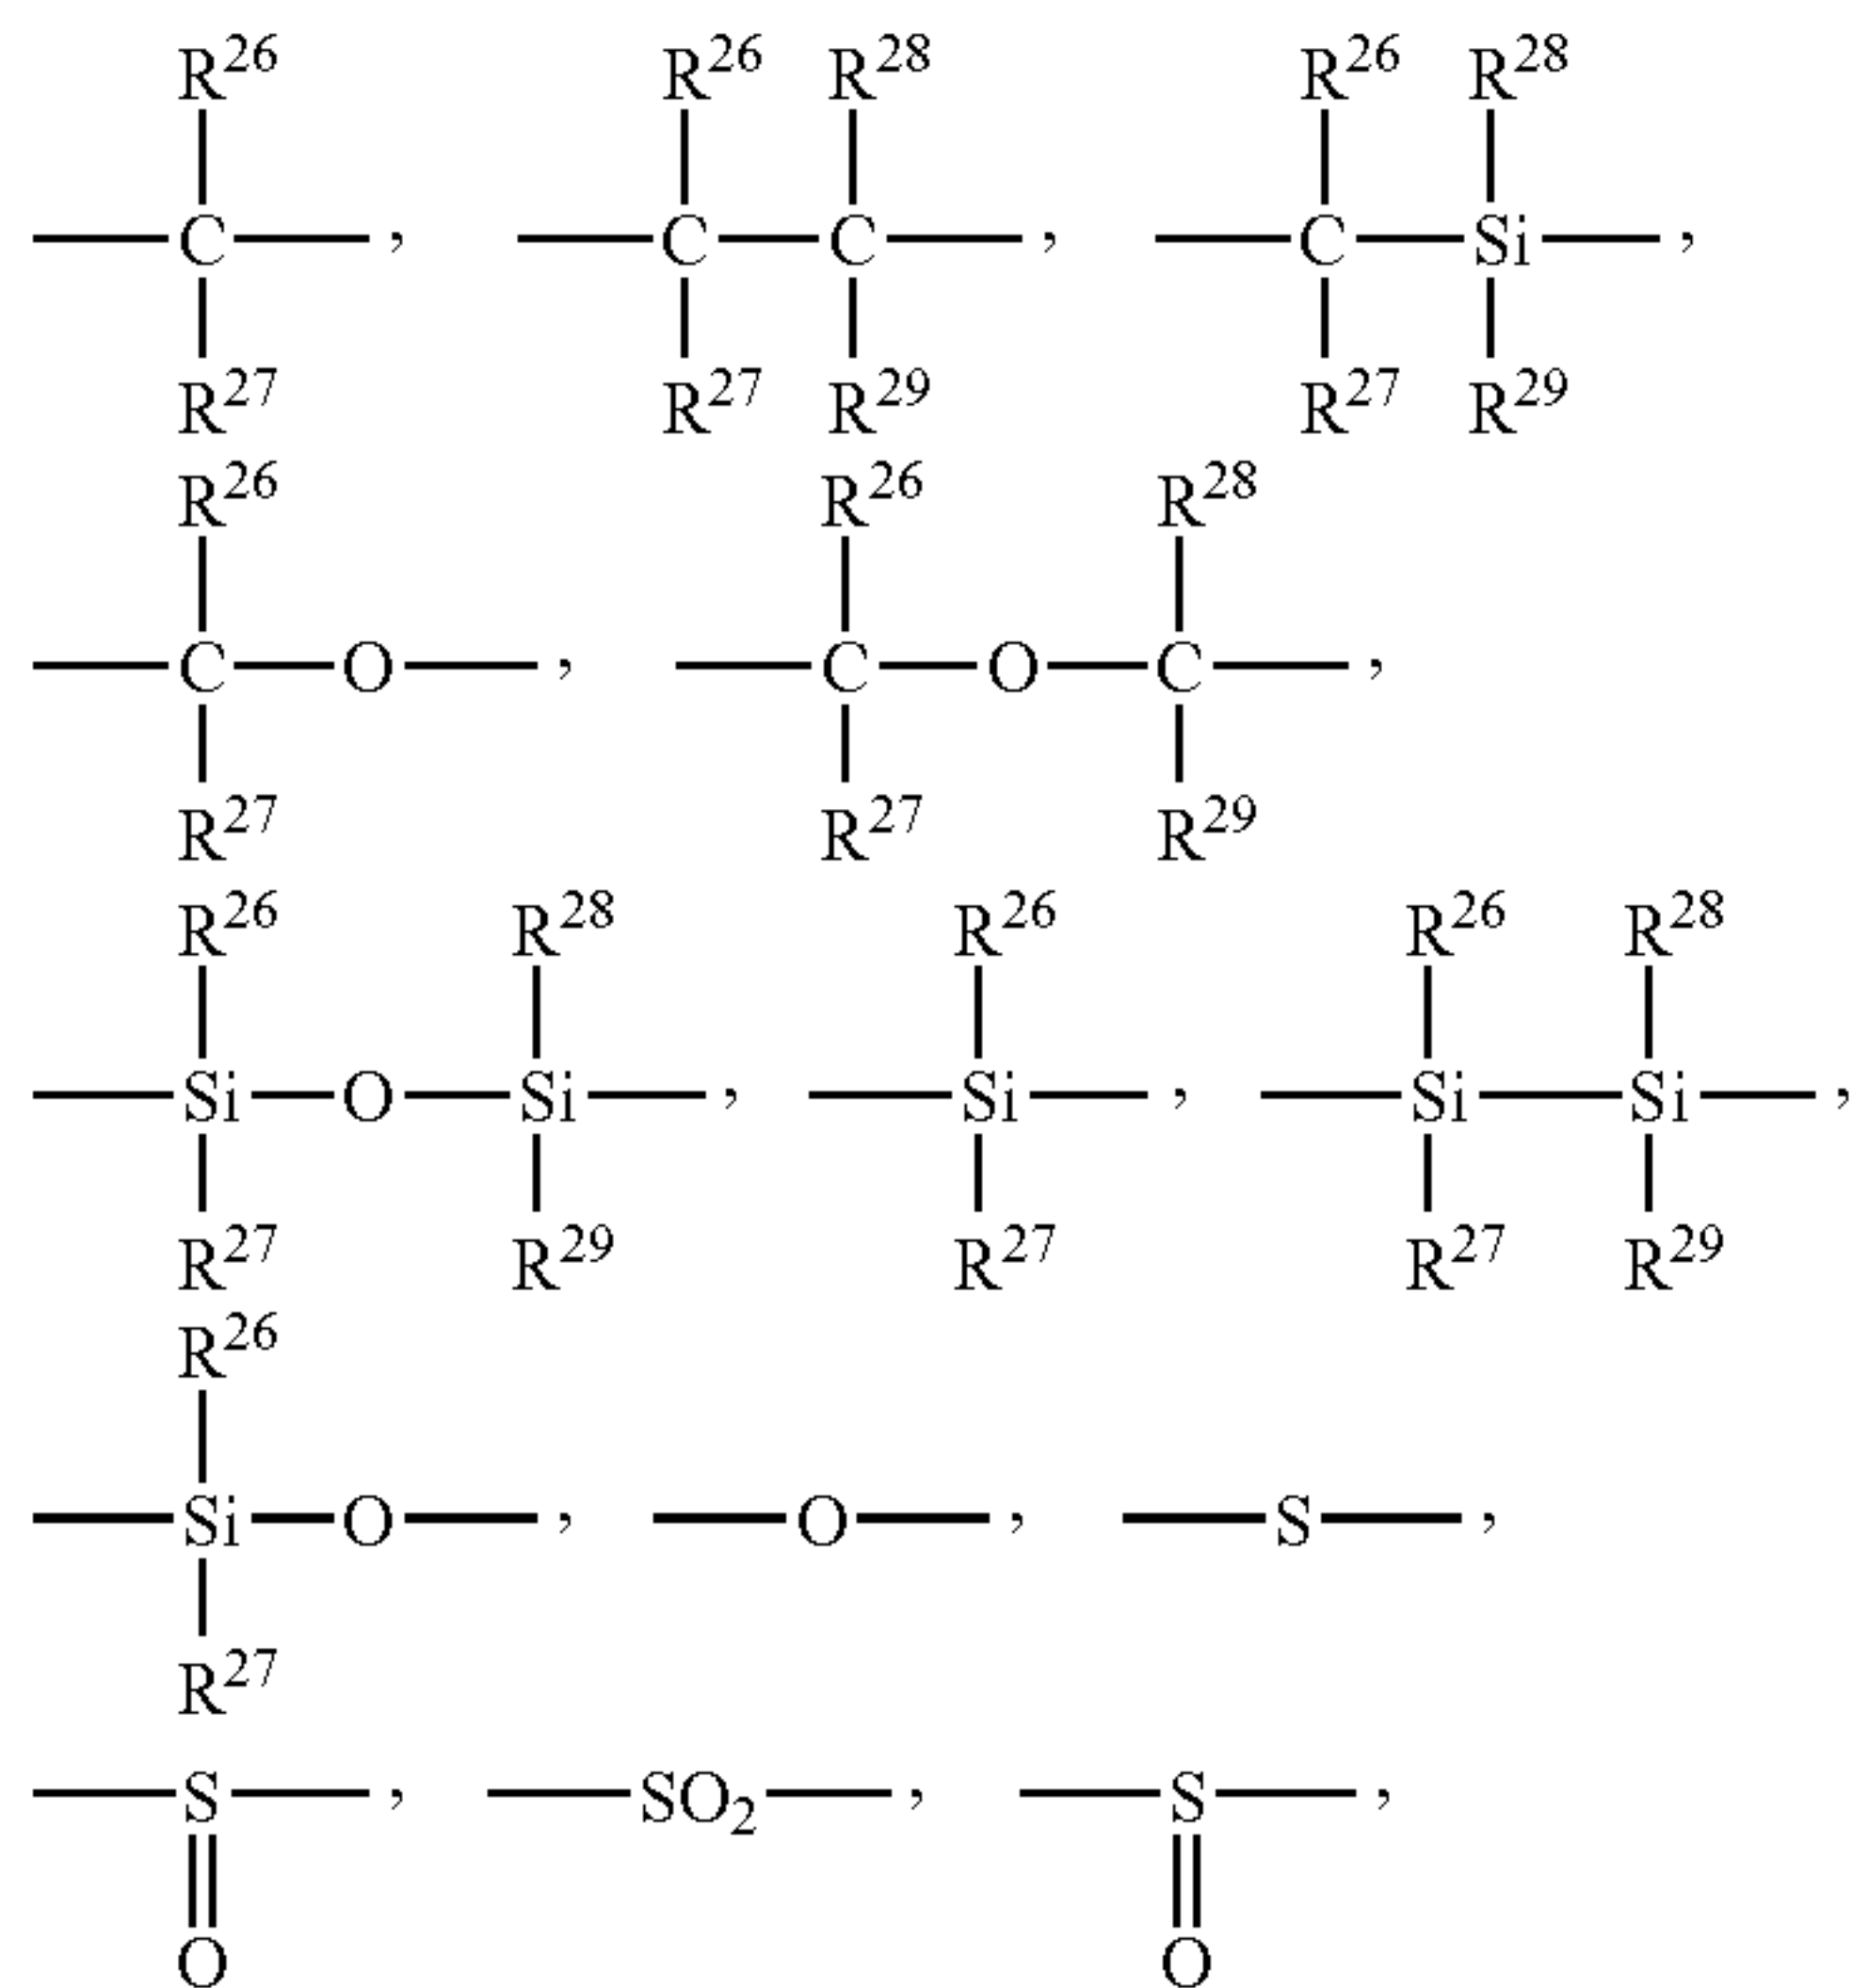 R26 R26 R28 R26 R28
C, C C, C Si,
R27 R27 R29 R27 R29
R26 R26 R28
C O, C O C,
R27 R27 R29
R26 R28 R26 R26 R28
Si O Si, Si, Si Si,
R27 R29 R27 R27 R29
R26
Si O, O, S,
R27
S, SO2, S,
O O